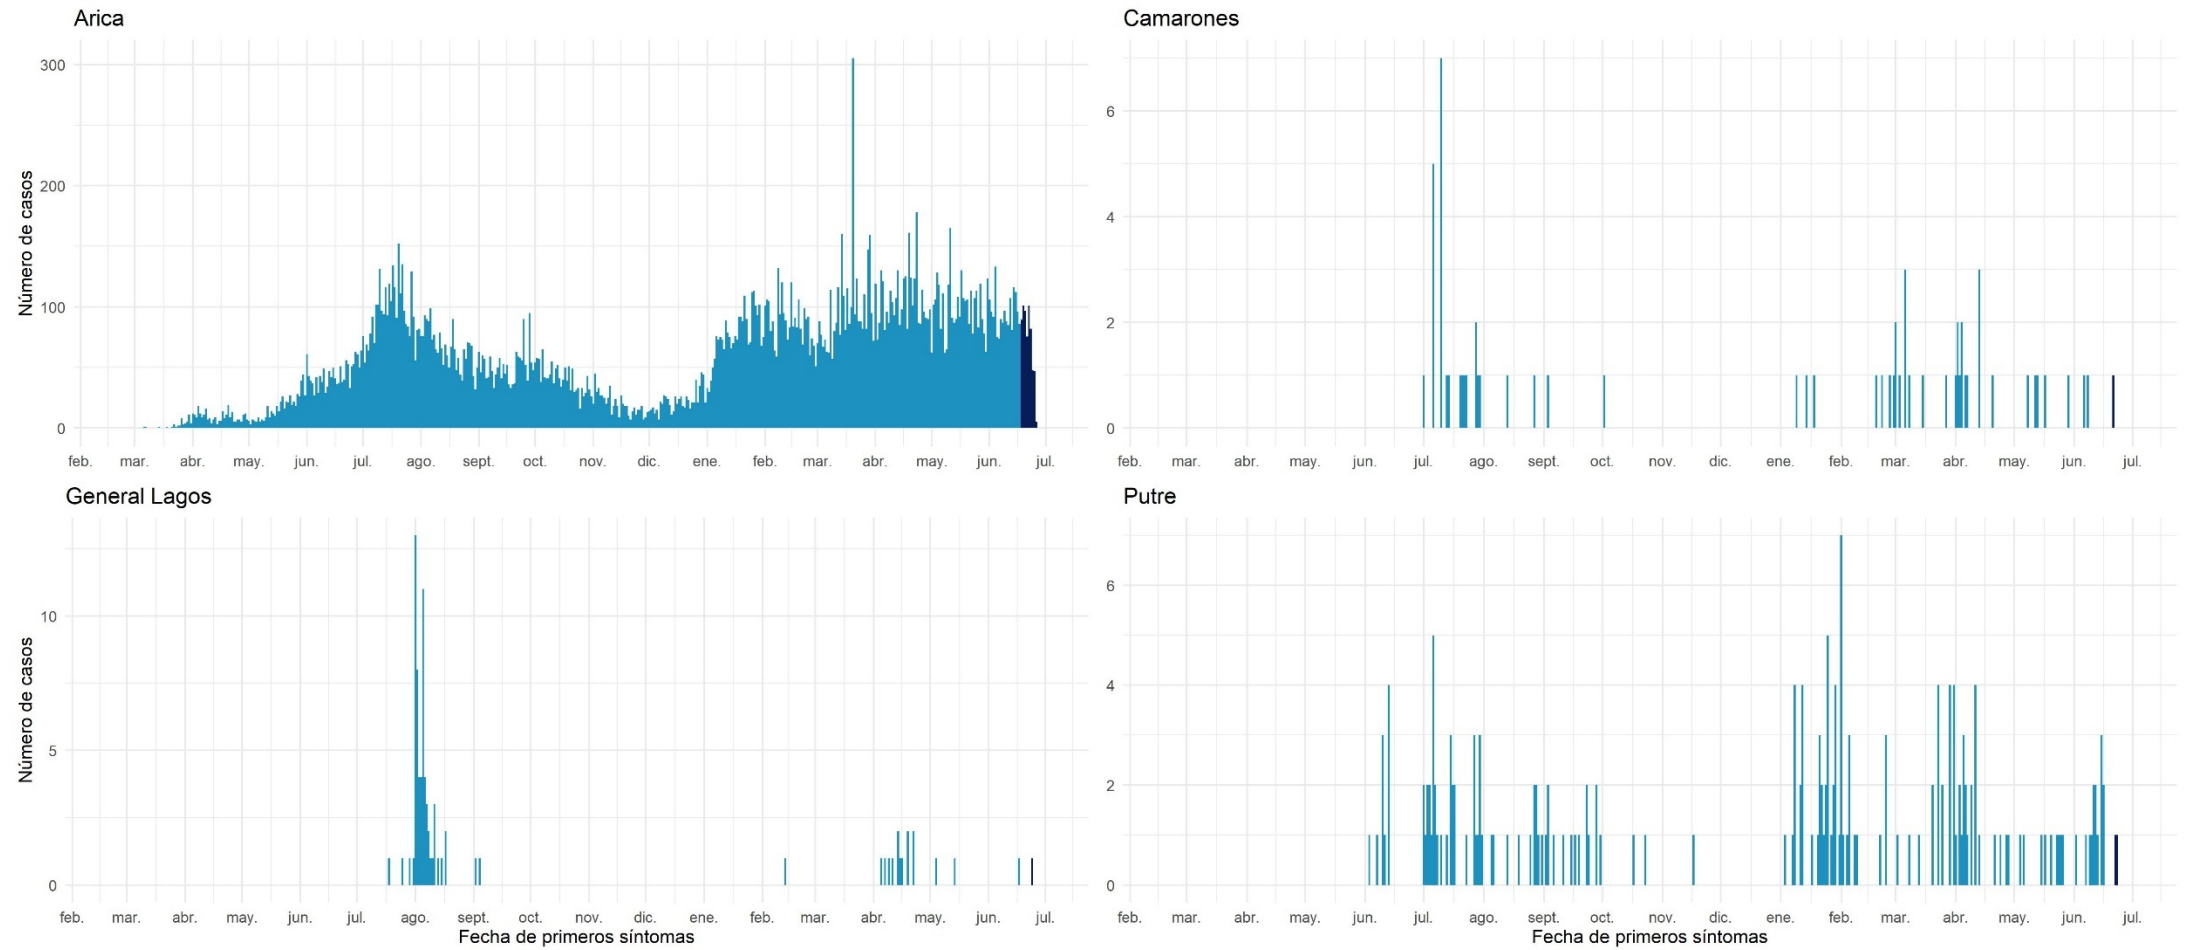 Arica
Número de casos
300
200
100
0
feb. mar. abr. may. jun. jul. ago. sept. oct. nov. dic. ene. feb. mar. abr. may. jun. jul.
Camarones
6
4
2
0
feb. mar. abr. may. jun. jul. ago. sept. oct. nov. dic. ene. feb. mar. abr. may. jun. jul.
General Lagos
Número de casos
10
5
0
feb. mar. abr. may. jun. jul. ago. sept. oct. nov. dic. ene. feb. mar. abr. may. jun. jul.
Fecha de primeros síntomas
Putre
6
4
2
0
feb. mar. abr. may. jun. jul. ago. sept. oct. nov. dic. ene. feb. mar. abr. may. jun. jul.
Fecha de primeros síntomas